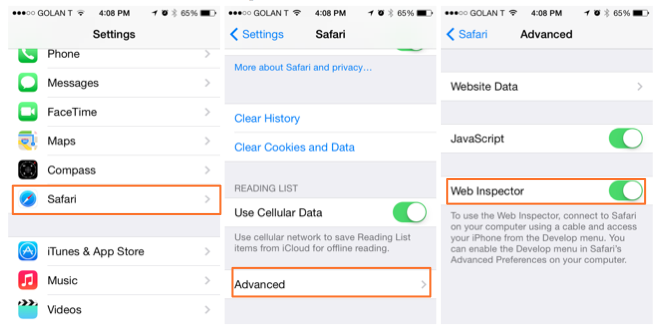 GOLAN T 4:08 PM 65%
Settings
Phone
Messages
FaceTime
Maps
Compass
Safari
iTunes & App Store
Music
Videos
GOLAN T 4:08 PM 65%
Settings Safari
More about Safari and privacy...
Clear History
Clear Cookies and Data
READING LIST
Use Cellular Data
Use cellular network to save Reading List
items from iCloud for offline reading.
Advanced
GOLAN T 4:08 PM 65%
Safari Advanced
Website Data
JavaScript
Web Inspector
To use the Web Inspector, connect to Safari
on your computer using a cable and access
your iPhone from the Develop menu. You
can enable the Develop menu in Safari's
Advanced Preferences on your computer.